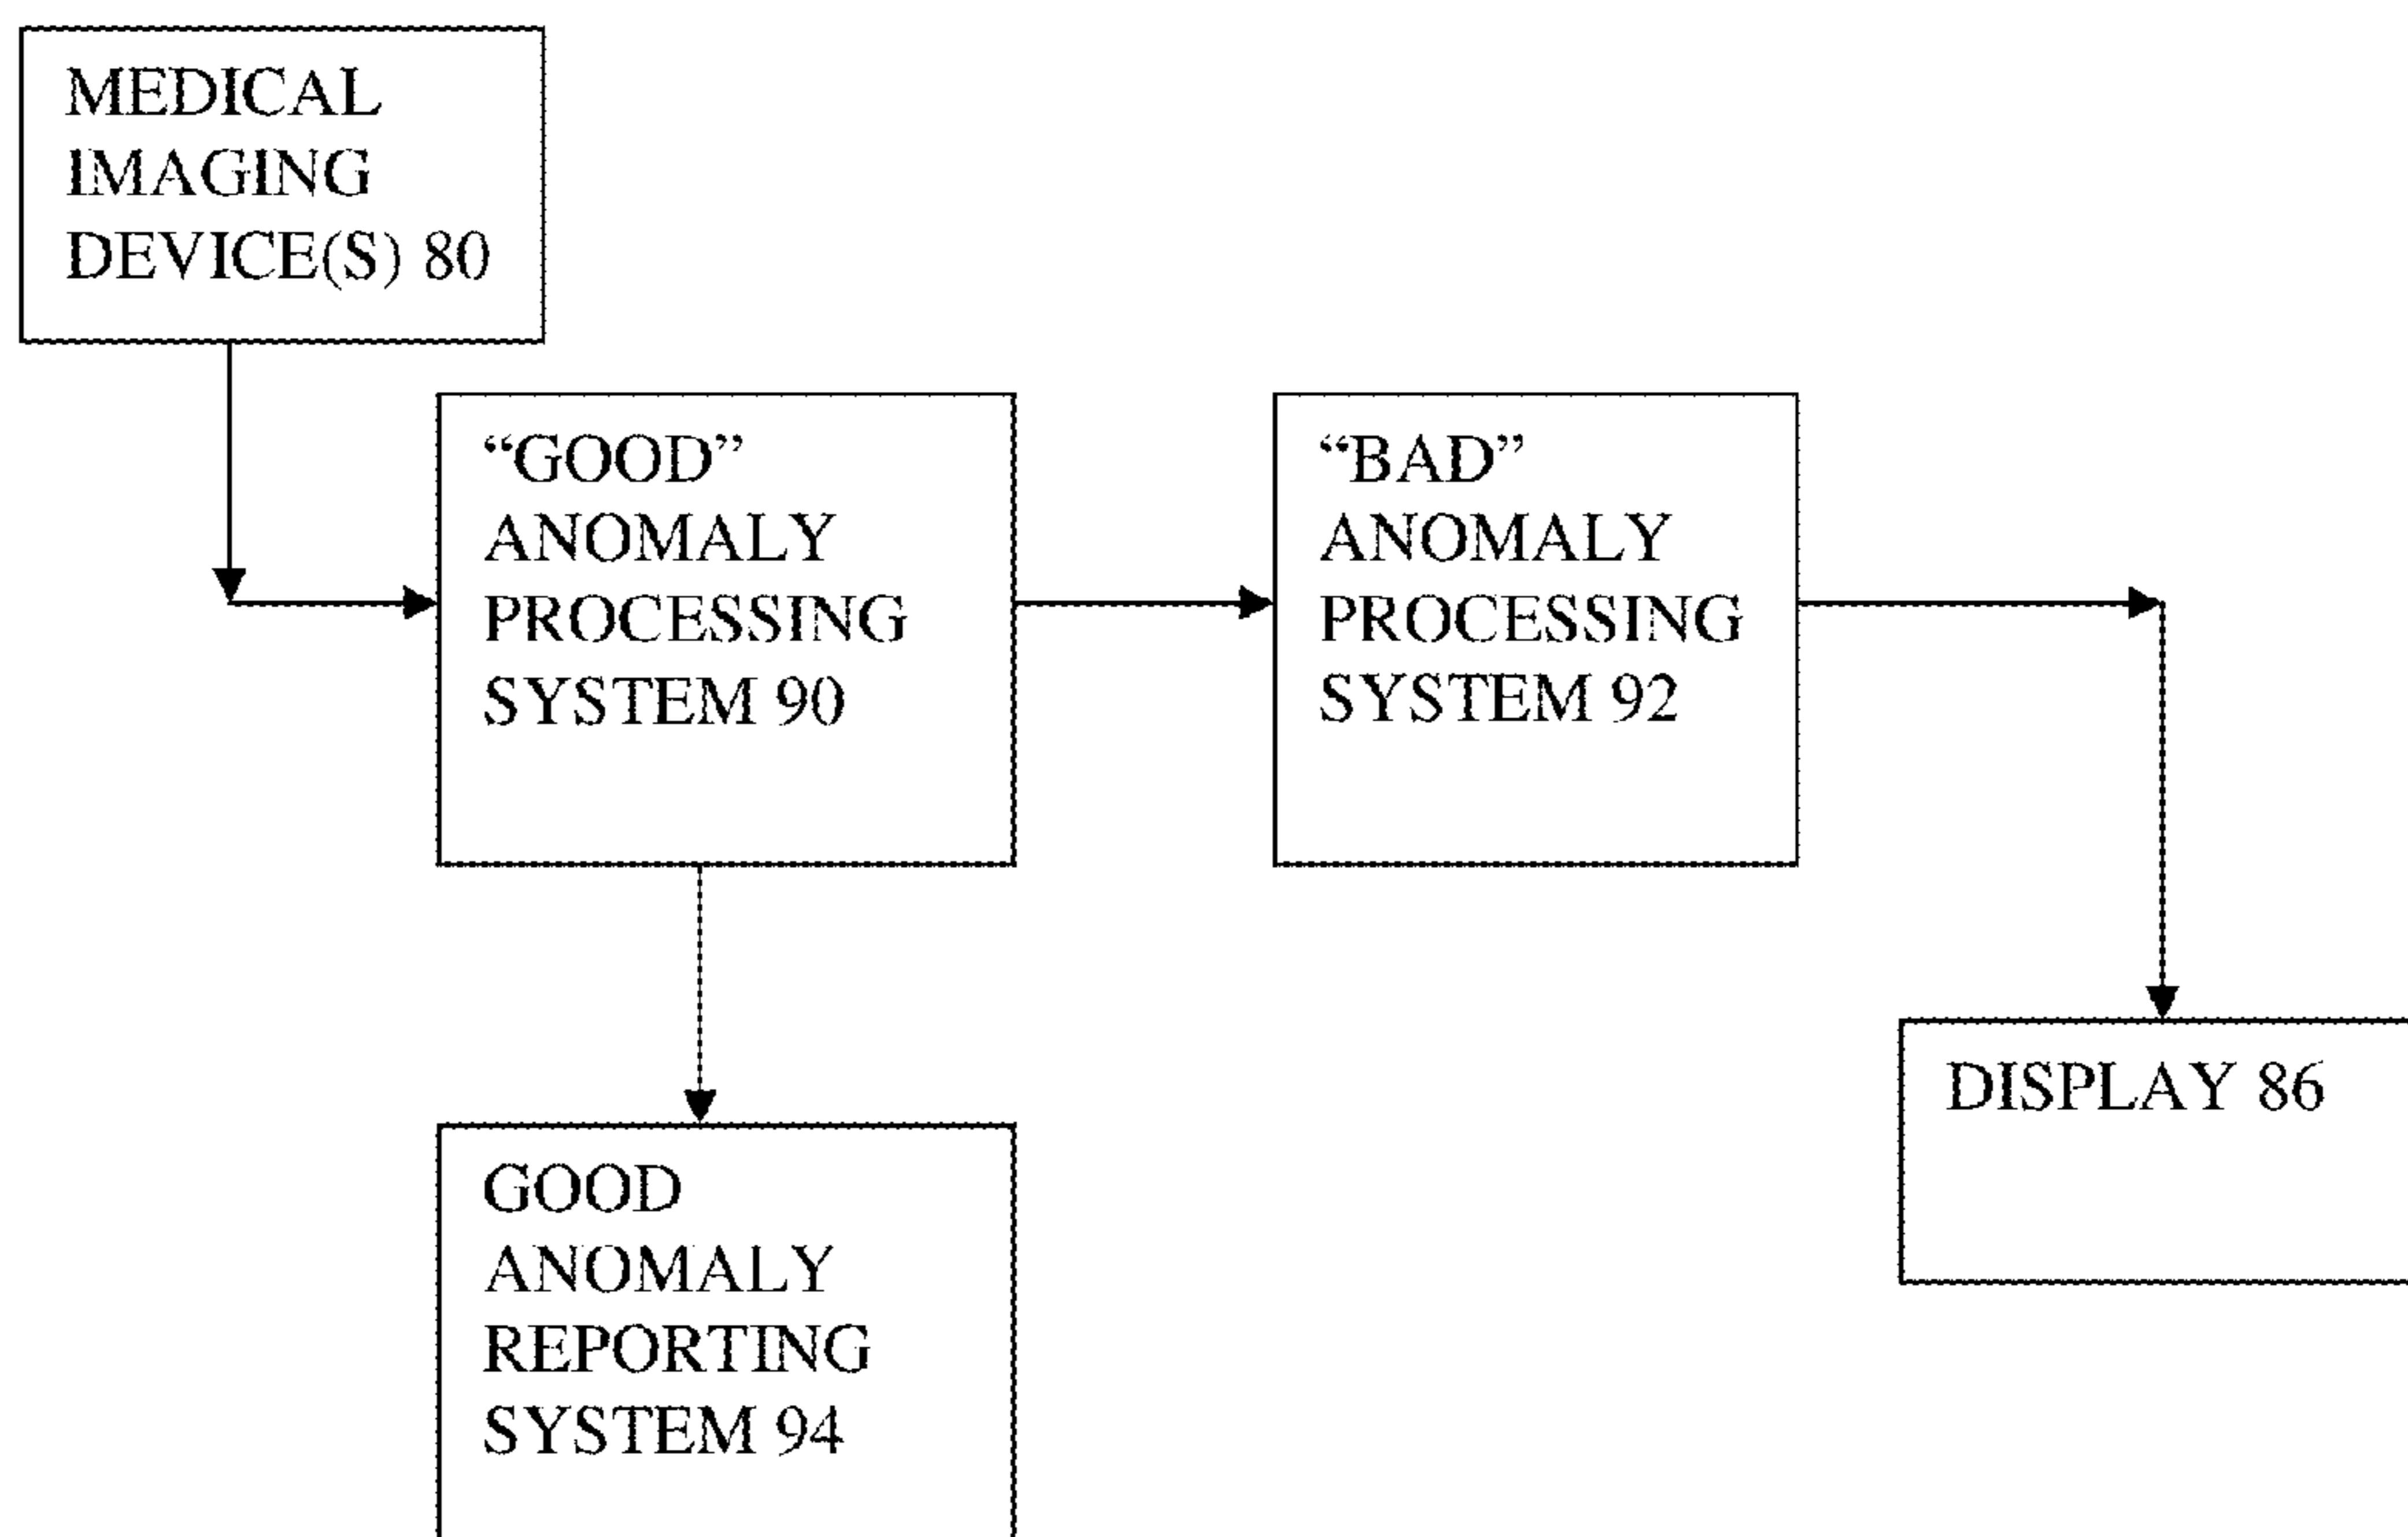 MEDICAL
IMAGING
DEVICE(S) 80
“GOOD”
ANOMALY
PROCESSING
SYSTEM 90
“BAD”
ANOMALY
PROCESSING
SYSTEM 92
DISPLAY 86
GOOD
ANOMALY
REPORTING
SYSTEM 94